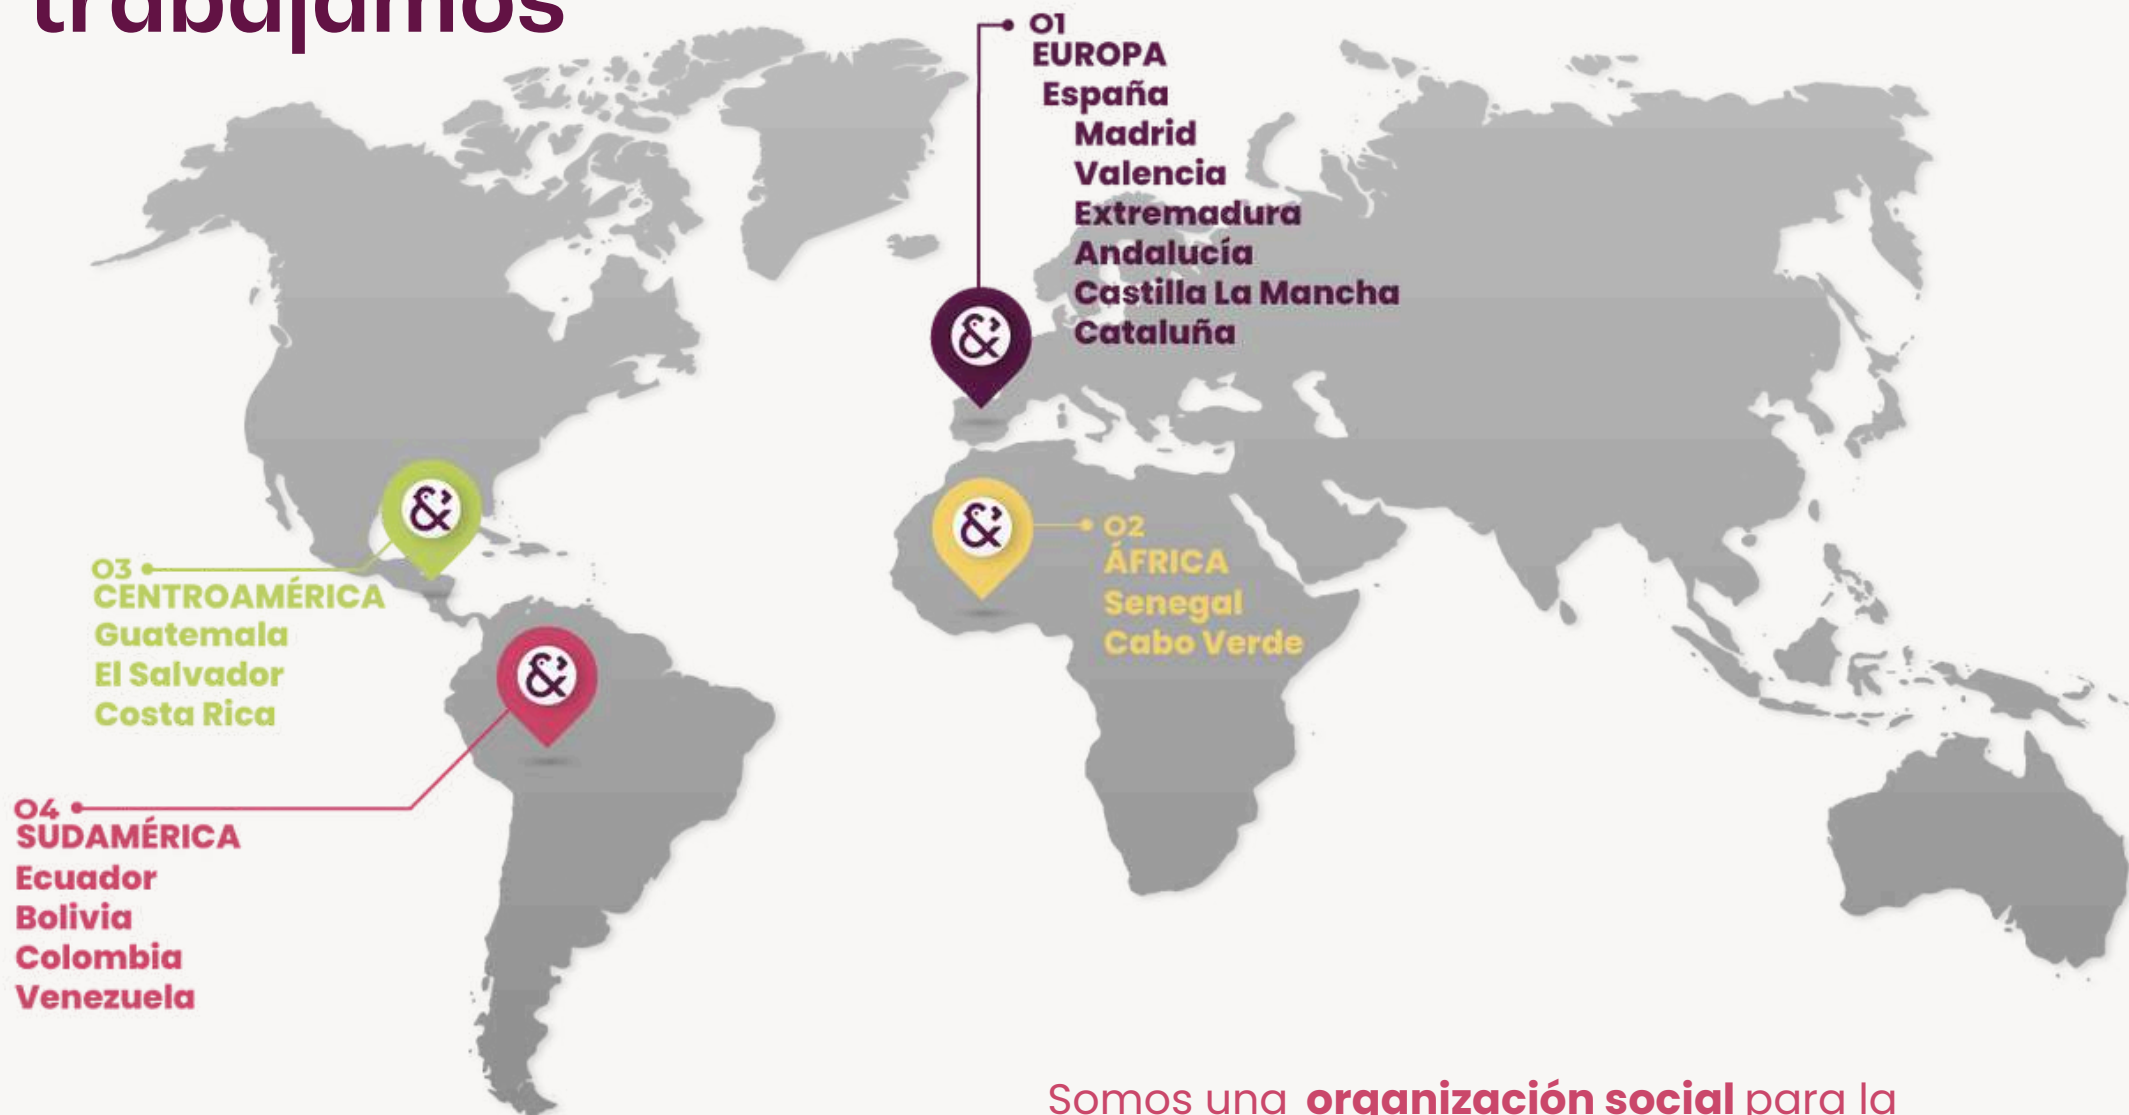 trabajamos
01
EUROPA
España
Madrid
Valencia
Extremadura
Andalucía
Castilla La Mancha
Cataluña
&
&
02
ÁFRICA
Senegal
Cabo Verde
&
03
CENTROAMÉRICA
Guatemala
El Salvador
Costa Rica
&
04
SUDAMÉRICA
Ecuador
Bolivia
Colombia
Venezuela
Somos una organización social para la